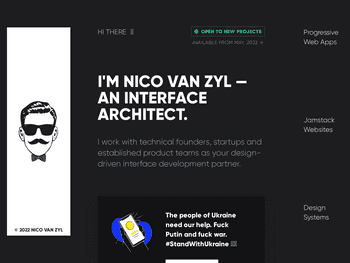 HI THERE
OPEN TO NEW PROJECTS
AVAILABLE FROM MAY, 2022 →
I'M NICO VAN ZYL —
AN INTERFACE
ARCHITECT.
I work with technical founders, startups and
established product teams as your design-
driven interface development partner.
The people of Ukraine
need our help. Fuck
Putin and fuck war.
#StandWithUkraine
© 2022 NICO VAN ZYL
Progressive
Web Apps
Jamstack
Websites
Design
Systems